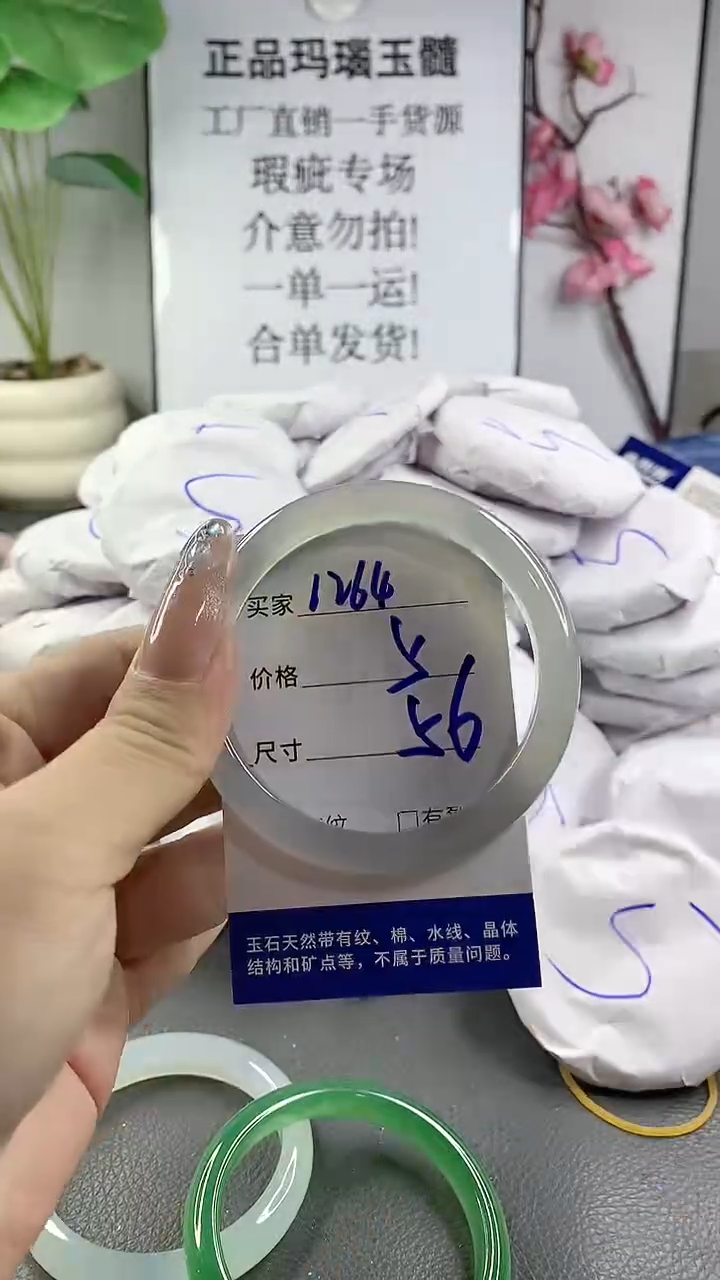 正品玛瑙玉髓
工厂直销一手货源
瑕疵专场
介意勿拍!
一单一运!
合单发货!
买家 1264
价格
尺寸 56
纹 □有裂
玉石天然带有纹、棉、水线、晶体
结构和矿点等，不属于质量问题。
S